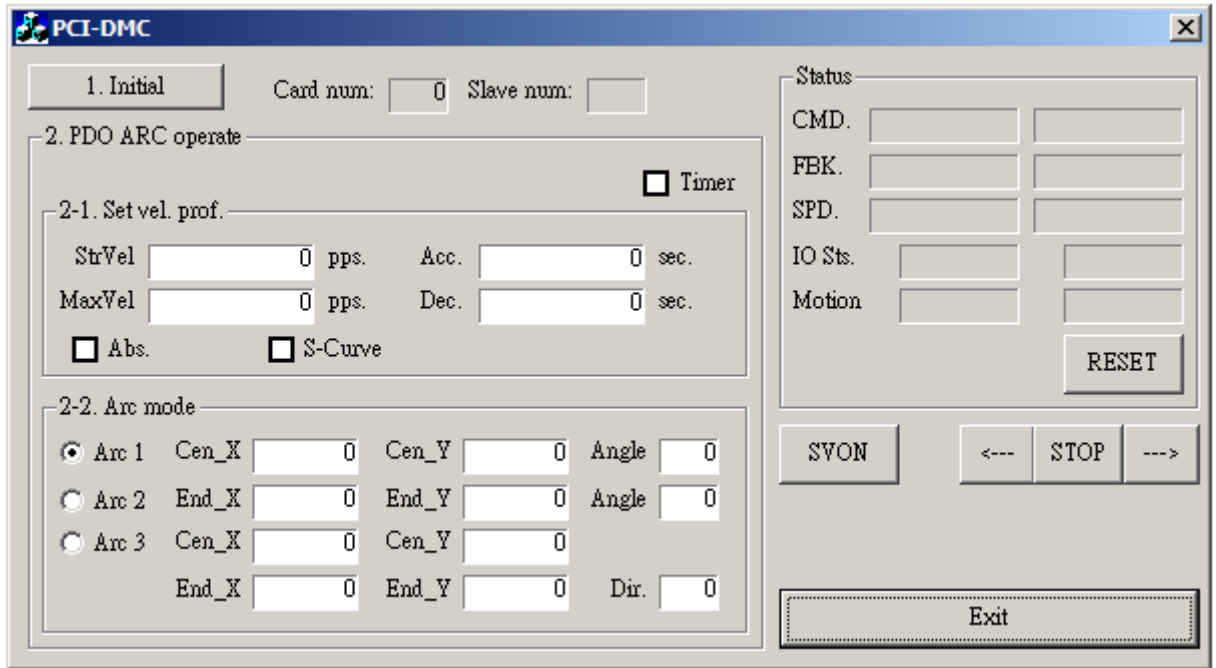 PCI-DMC
1. Initial Card num: 0 Slave num:
2. PDO ARC operate
Timer
2-1. Set vel. prof.
StrVel 0 pps. Acc. 0 sec.
MaxVel 0 pps. Dec. 0 sec.
Abs. S-Curve
2-2. Arc mode
Arc 1 Cen_X 0 Cen_Y 0 Angle 0
Arc 2 End_X 0 End_Y 0 Angle 0
Arc 3 Cen_X 0 Cen_Y 0
End_X 0 End_Y 0 Dir. 0
Status
CMD.
FBK.
SPD.
IO Sts.
Motion
RESET
SVON <--- STOP --->
Exit